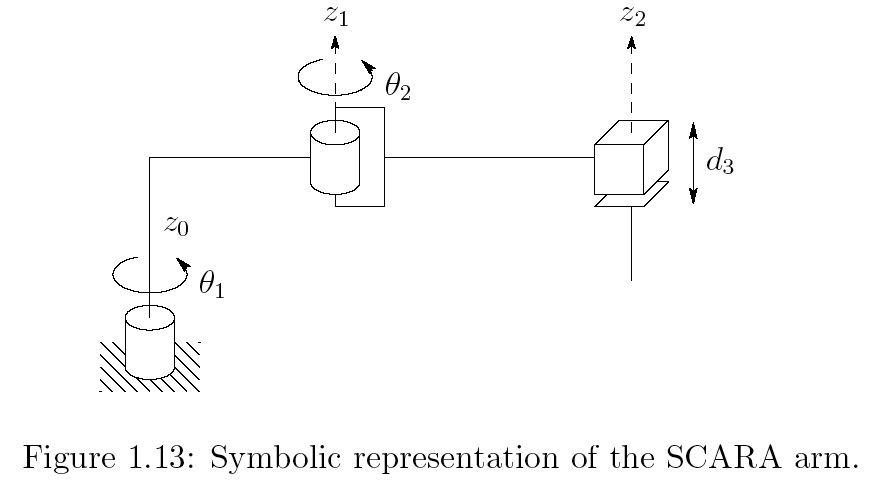 z₁
z₂
θ₂
d₃
z₀
θ₁
Figure 1.13: Symbolic representation of the SCARA arm.